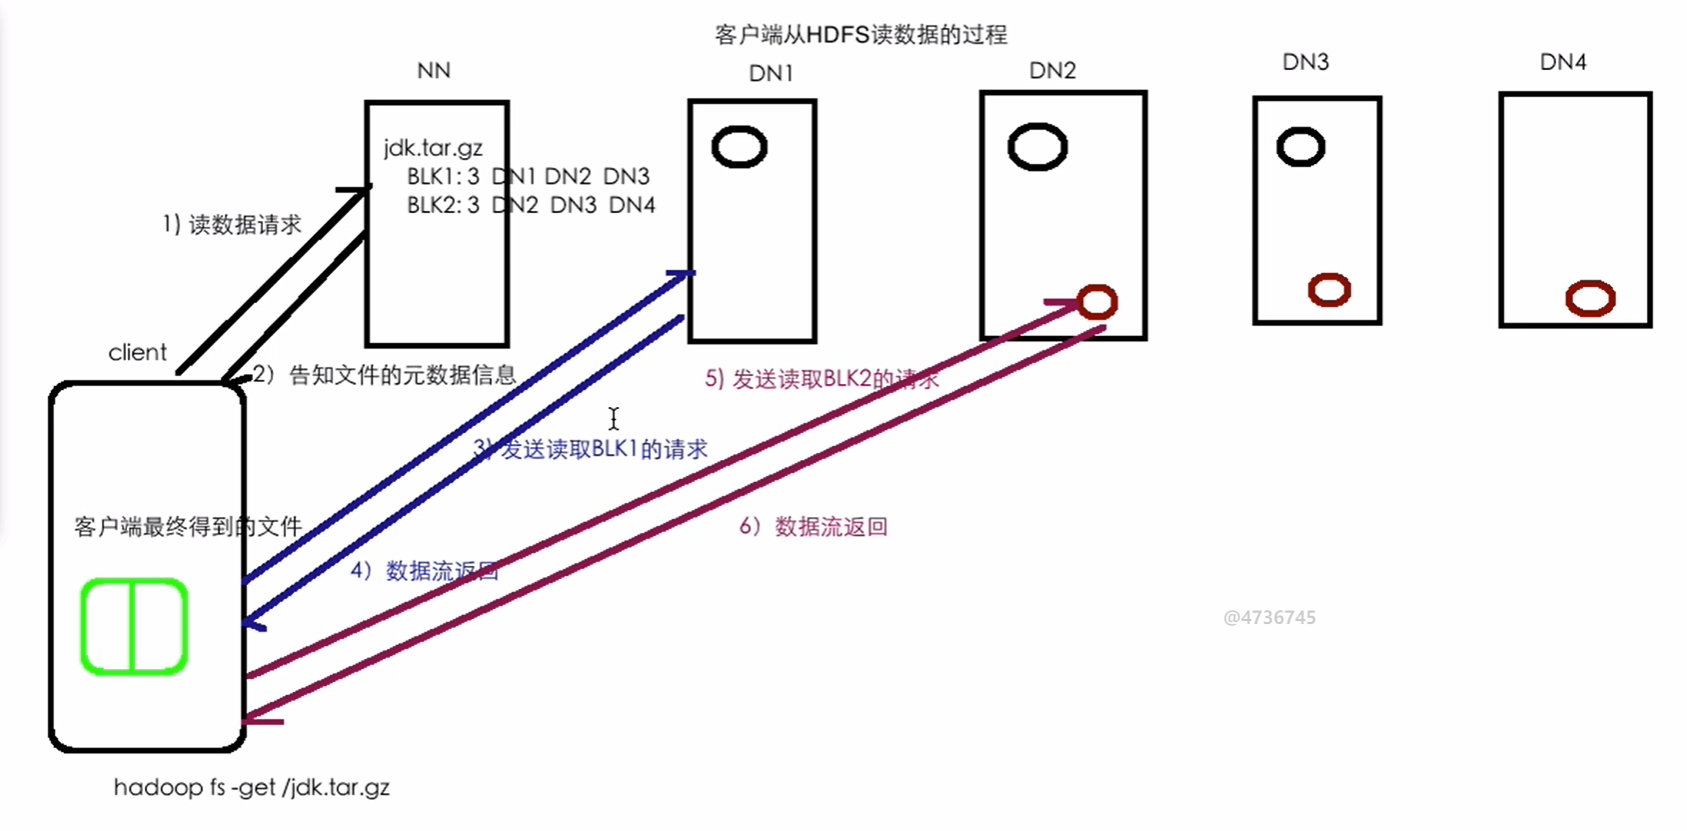 客户端从HDFS读数据的过程
NN
DN1
DN2
DN3
DN4
jdk.tar.gz
BLK1: 3 DN1 DN2 DN3
BLK2: 3 DN2 DN3 DN4
1) 读数据请求
client
2）告知文件的元数据信息
5) 发送读取BLK2的请求
3) 发送读取BLK1的请求
客户端最终得到的文件
6）数据流返回
4）数据流返回
@4736745
hadoop fs -get /jdk.tar.gz